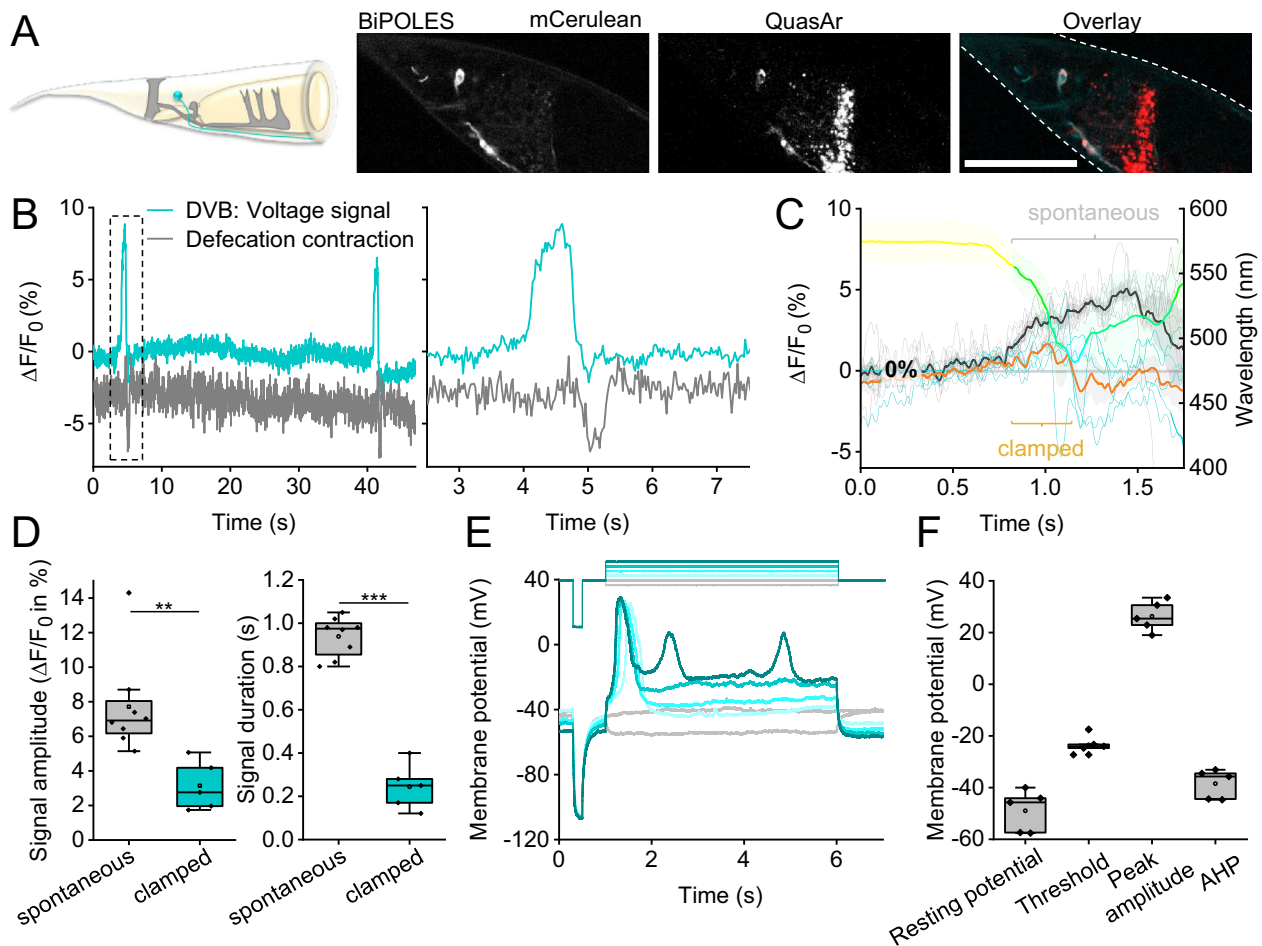 A
BiPOLES mCerulean QuasAr Overlay
B
10
5
0
-5
ΔF/F0 (%)
DVB: Voltage signal
Defecation contraction
0 10 20 30 40
3 4 5 6 7
Time (s) Time (s)
C
10
5
0
-5
ΔF/F0 (%)
spontaneous
0%
clamped
600
550
500
450
400
Wavelength (nm)
0.0 0.5 1.0 1.5
Time (s)
D
Signal amplitude (ΔF/F0 in %)
14
12
10
8
6
4
2
0
**
spontaneous
clamped
Signal duration (s)
1.2
1.0
0.8
0.6
0.4
0.2
0.0
***
spontaneous
clamped
E
Membrane potential (mV)
40
0
-40
-80
-120
0 2 4 6
Time (s)
F
Membrane potential (mV)
40
20
0
-20
-40
-60
Resting potential
Threshold
Peak
amplitude
AHP